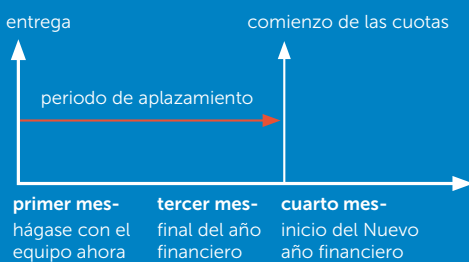 entrega
comienzo de las cuotas
periodo de aplazamiento
primer mes-
hágase con el
equipo ahora
tercer mes-
final del año
financiero
cuarto mes-
inicio del Nuevo
año financiero